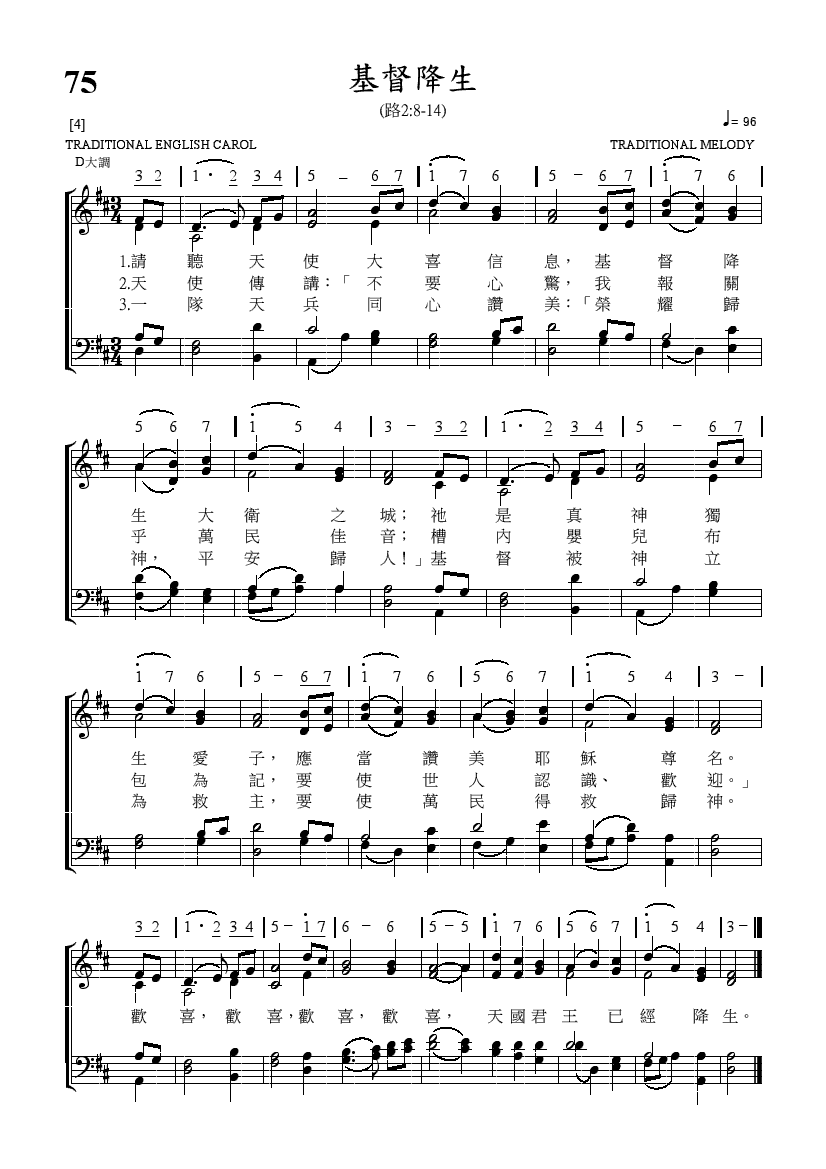 75
基督降生
(路2:8-14)
[4]
♩= 96
TRADITIONAL ENGLISH CAROL
TRADITIONAL MELODY
D大調
3 2 | 1 · 2 3 4 | 5 – 6 7 | 1 7 6 | 5 – 6 7 | 1 7 6 |
3 4
1.請 聽 天 使 大 喜 信 息，基 督 降
2.天 使 傳 講：「不 要 心 驚，我 報 關
3.一 隊 天 兵 同 心 讚 美：「榮 耀 歸
3 4
5 6 7 | 1 5 4 | 3 – 3 2 | 1 · 2 3 4 | 5 – 6 7
生 大 衛 之 城；祂 是 真 神 獨
乎 萬 民 佳 音；槽 內 嬰 兒 布
神，平 安 歸 人！」基 督 被 神 立
1 7 6 | 5 – 6 7 | 1 7 6 | 5 6 7 | 1 5 4 | 3 – |
生 愛 子，應 當 讚 美 耶 穌 尊 名。
包 為 記，要 使 世 人 認 識、歡 迎。」
為 救 主，要 使 萬 民 得 救 歸 神。
3 2 | 1 · 2 3 4 | 5 – 1 7 | 6 – 6 | 5 – 5 | 1 7 6 | 5 6 7 | 1 5 4 | 3 –
歡 喜，歡 喜，歡 喜，歡 喜，天 國 君 王 已 經 降 生。